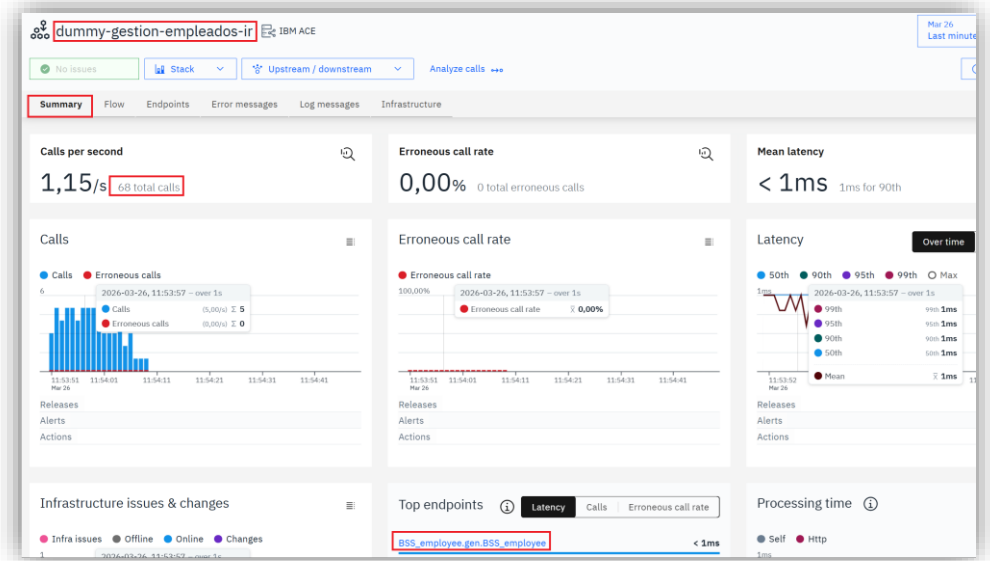 dummy-gestion-empleados-ir IBM ACE
Mar 26
Last minute
No issues Stack Upstream / downstream Analyze calls
Summary Flow Endpoints Error messages Log messages Infrastructure
Calls per second
1,15/s 68 total calls
Erroneous call rate
0,00% 0 total erroneous calls
Mean latency
< 1ms 1ms for 90th
Calls
Calls Erroneous calls
6
2026-03-26, 11:53:57 – over 1s
Calls (5,00/s) Σ 5
Erroneous calls (0,00/s) Σ 0
11:53:51 11:54:01 11:54:11 11:54:21 11:54:31 11:54:41
Mar 26
Releases
Alerts
Actions
Erroneous call rate
Erroneous call rate
100,00%
2026-03-26, 11:53:57 – over 1s
Erroneous call rate x̄ 0,00%
11:53:51 11:54:01 11:54:11 11:54:21 11:54:31 11:54:41
Mar 26
Releases
Alerts
Actions
Latency Over time
50th 90th 95th 99th Max
1ms
2026-03-26, 11:53:57 – over 1s
99th 99th 1ms
95th 95th 1ms
90th 90th 1ms
50th 50th 1ms
Mean x̄ 1ms
11:53:52
Mar 26
Releases
Alerts
Actions
Infrastructure issues & changes
Infra issues Offline Online Changes
1
2026-03-26, 11:53:57 – over 1s
Top endpoints Latency Calls Erroneous call rate
BSS_employee.gen.BSS_employee < 1ms
Processing time
Self Http
1ms